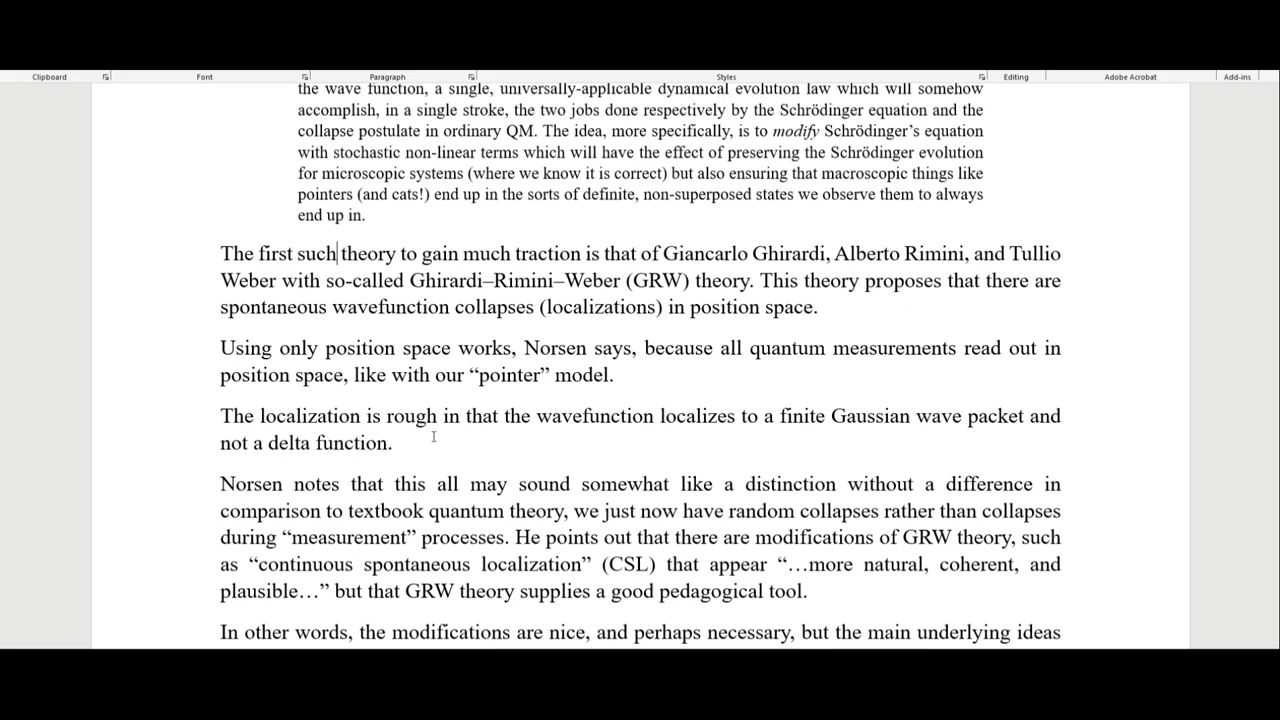 Clipboard Font Paragraph Styles Editing Adobe Acrobat Add-ins
the wave function, a single, universally-applicable dynamical evolution law which will somehow
accomplish, in a single stroke, the two jobs done respectively by the Schrödinger equation and the
collapse postulate in ordinary QM. The idea, more specifically, is to modify Schrödinger’s equation
with stochastic non-linear terms which will have the effect of preserving the Schrödinger evolution
for microscopic systems (where we know it is correct) but also ensuring that macroscopic things like
pointers (and cats!) end up in the sorts of definite, non-superposed states we observe them to always
end up in.
The first such theory to gain much traction is that of Giancarlo Ghirardi, Alberto Rimini, and Tullio
Weber with so-called Ghirardi–Rimini–Weber (GRW) theory. This theory proposes that there are
spontaneous wavefunction collapses (localizations) in position space.
Using only position space works, Norsen says, because all quantum measurements read out in
position space, like with our “pointer” model.
The localization is rough in that the wavefunction localizes to a finite Gaussian wave packet and
not a delta function.
Norsen notes that this all may sound somewhat like a distinction without a difference in
comparison to textbook quantum theory, we just now have random collapses rather than collapses
during “measurement” processes. He points out that there are modifications of GRW theory, such
as “continuous spontaneous localization” (CSL) that appear “…more natural, coherent, and
plausible…” but that GRW theory supplies a good pedagogical tool.
In other words, the modifications are nice, and perhaps necessary, but the main underlying ideas